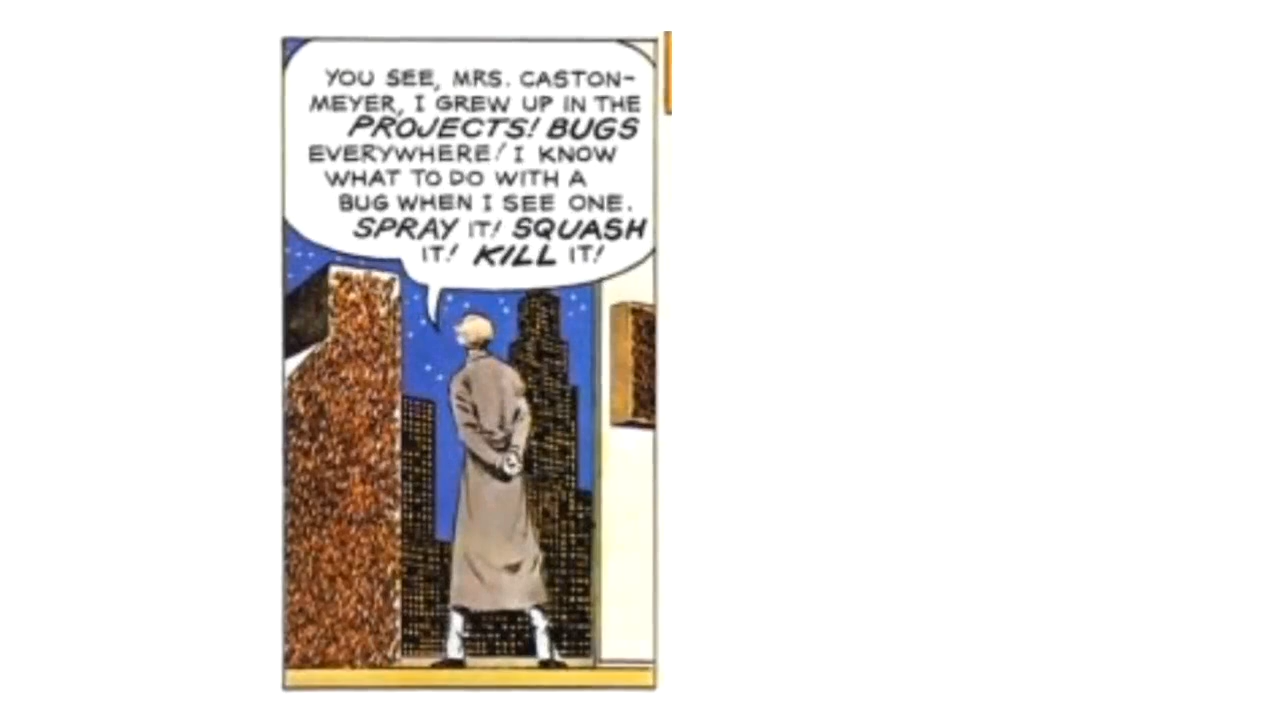 YOU SEE, MRS. CASTON-
MEYER, I GREW UP IN THE
PROJECTS! BUGS
EVERYWHERE! I KNOW
WHAT TO DO WITH A
BUG WHEN I SEE ONE.
SPRAY IT! SQUASH
IT! KILL IT!